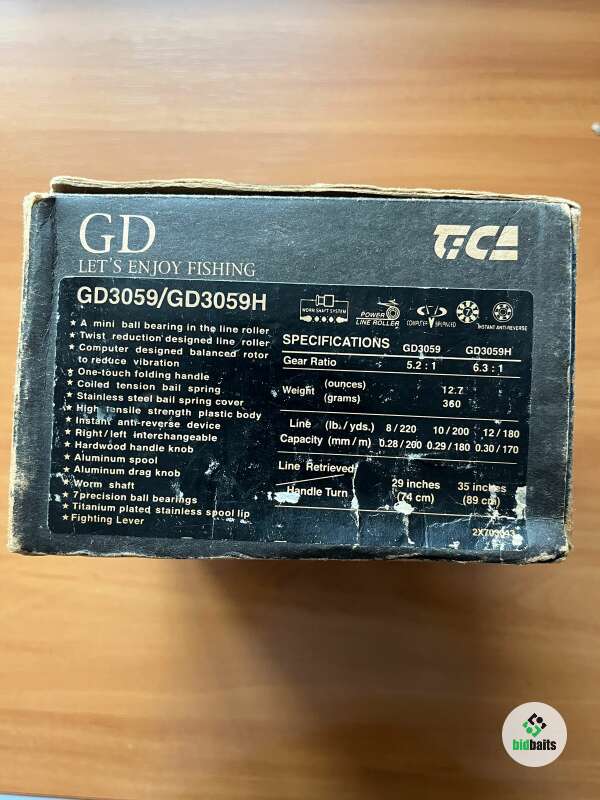 GD
LET'S ENJOY FISHING
TiCA
GD3059/GD3059H
★ A mini ball bearing in the line roller
★ Twist reduction designed line roller
★ Computer designed balanced rotor
to reduce vibration
★ One-touch folding handle
★ Coiled tension bail spring
★ Stainless steel bail spring cover
★ High tensile strength plastic body
★ Instant anti-reverse device
★ Right/left interchangeable
★ Hardwood handle knob
★ Aluminum spool
★ Aluminum drag knob
Worm shaft
★ 7precision ball bearings
★ Titanium plated stainless spool lip
★ Fighting Lever
WORM SHAFT SYSTEM
POWER
LINE ROLLER
COMPUTER BALANCED
7
INSTANT ANTI-REVERSE
SPECIFICATIONS GD3059 GD3059H
Gear Ratio 5.2 : 1 6.3 : 1
Weight (ounces) 12.7
(grams) 360
Line (lb./yds.) 8/220 10/200 12/180
Capacity (mm/m) 0.28/200 0.29/180 0.30/170
Line Retrieved 29 inches 35 inches
Handle Turn (74 cm) (89 cm)
bidbaits